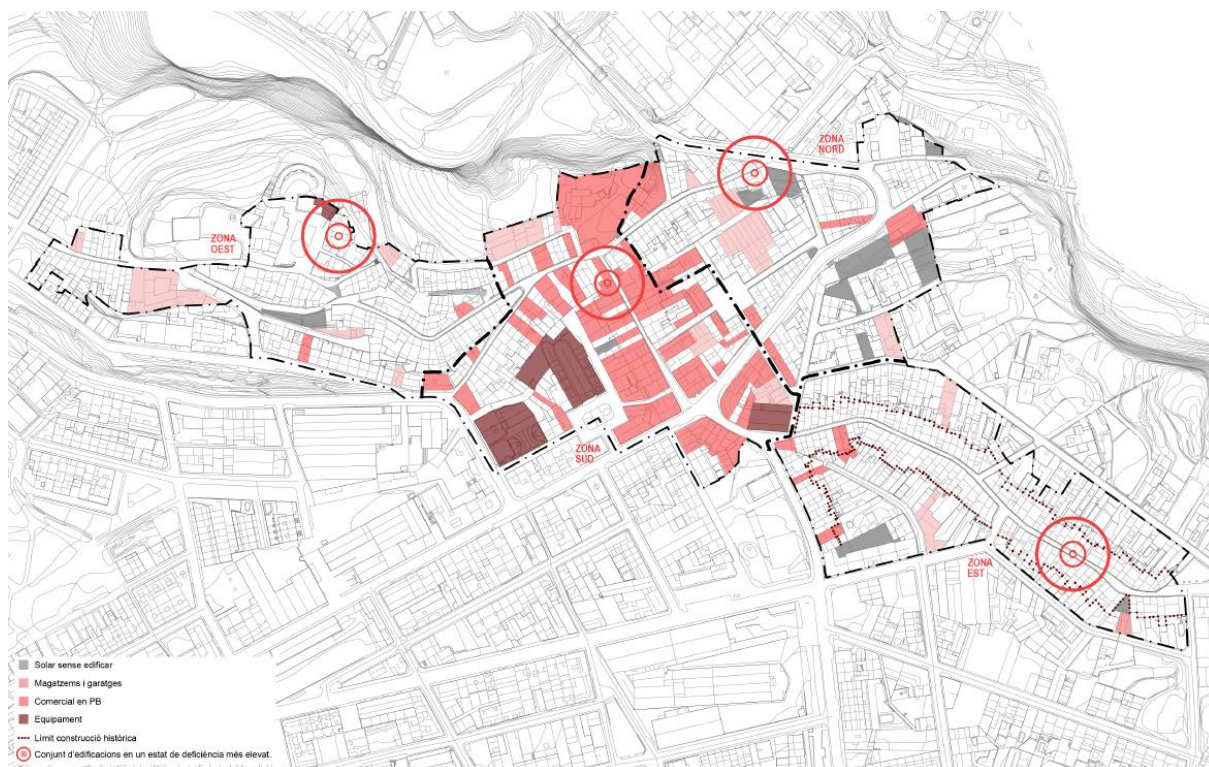 ZONA
NORD
ZONA
OEST
ZONA
SUD
ZONA
EST
Solar sense edificar
Magatzems i garatges
Comercial en PB
Equipament
Límit construcció històrica
Conjunt d'edificacions en un estat de deficiència més elevat.